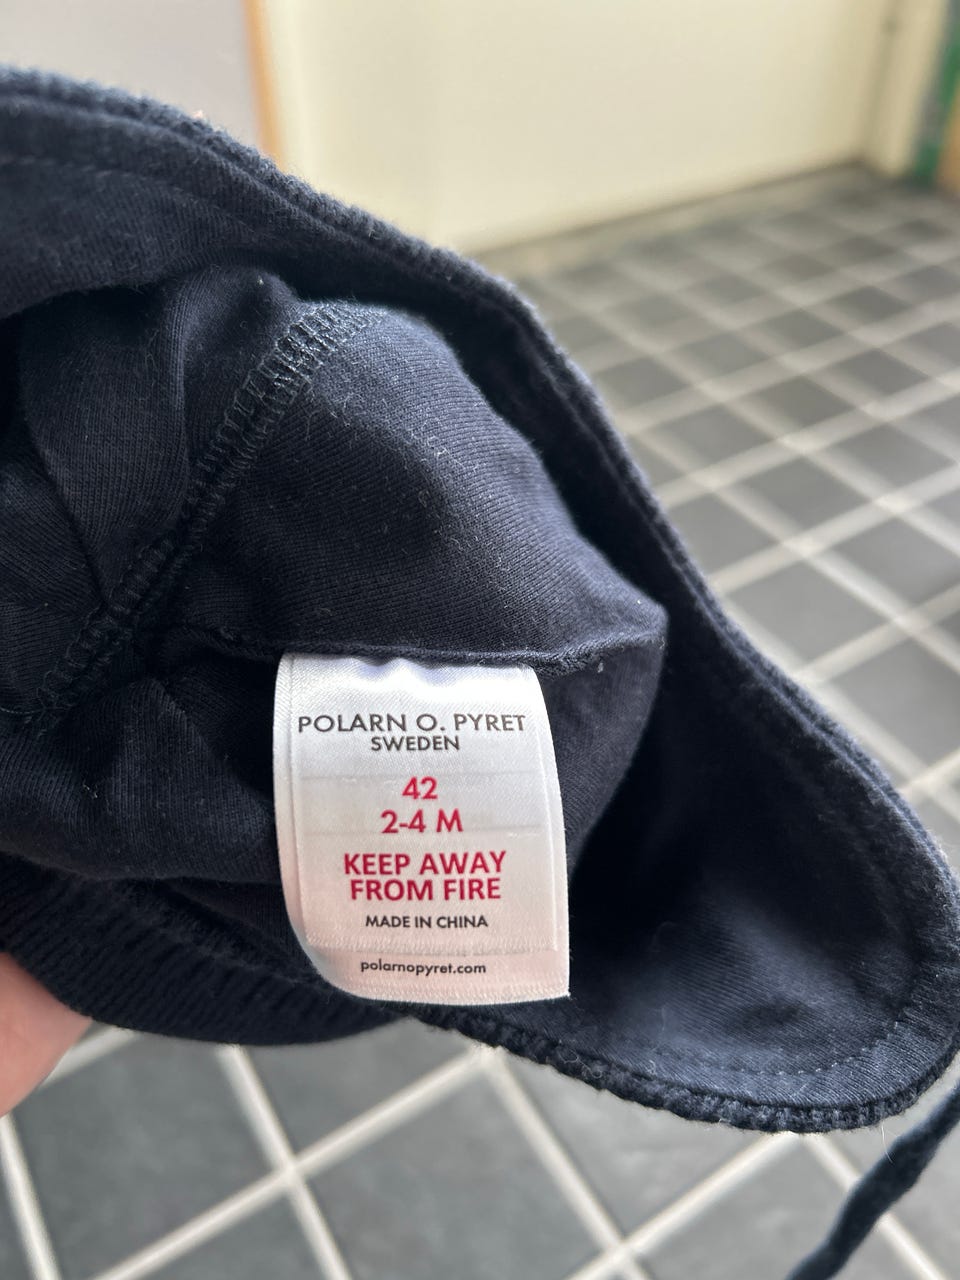 POLARN O. PYRET
SWEDEN
42
2-4 M
KEEP AWAY
FROM FIRE
MADE IN CHINA
polarnopyret.com